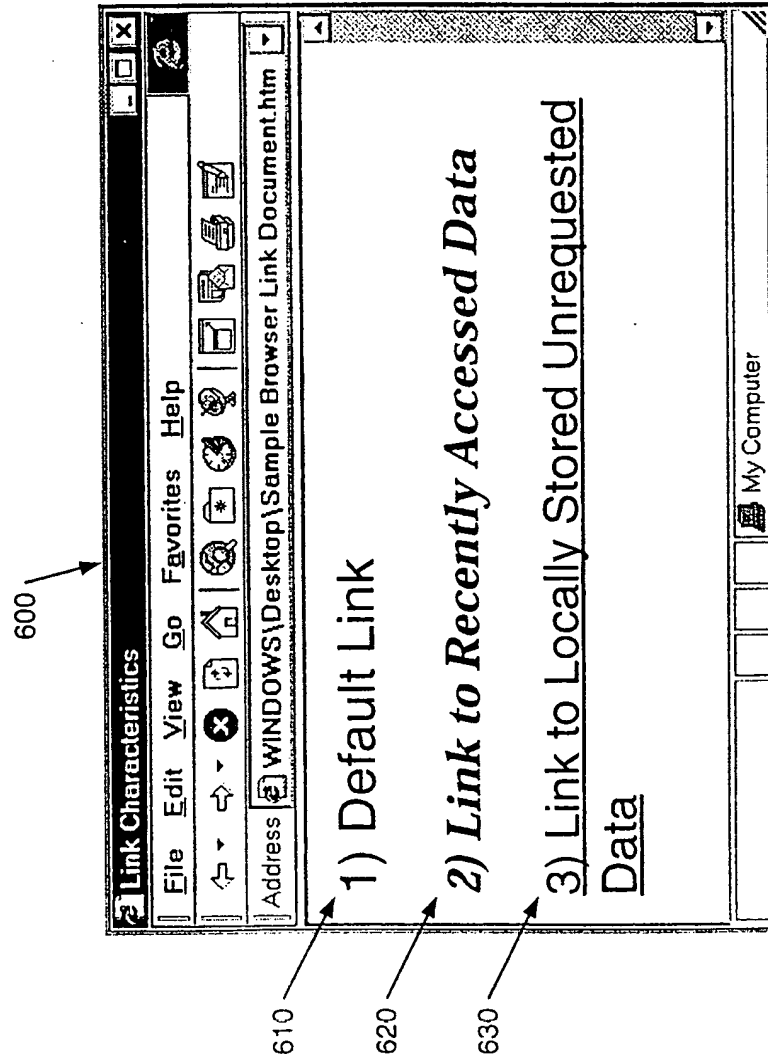 600
Link Characteristics
File Edit View Go Favorites Help
Address WINDOWS\Desktop\Sample Browser Link Document.htm
610
1) Default Link
620
2) Link to Recently Accessed Data
630
3) Link to Locally Stored Unrequested
Data
My Computer